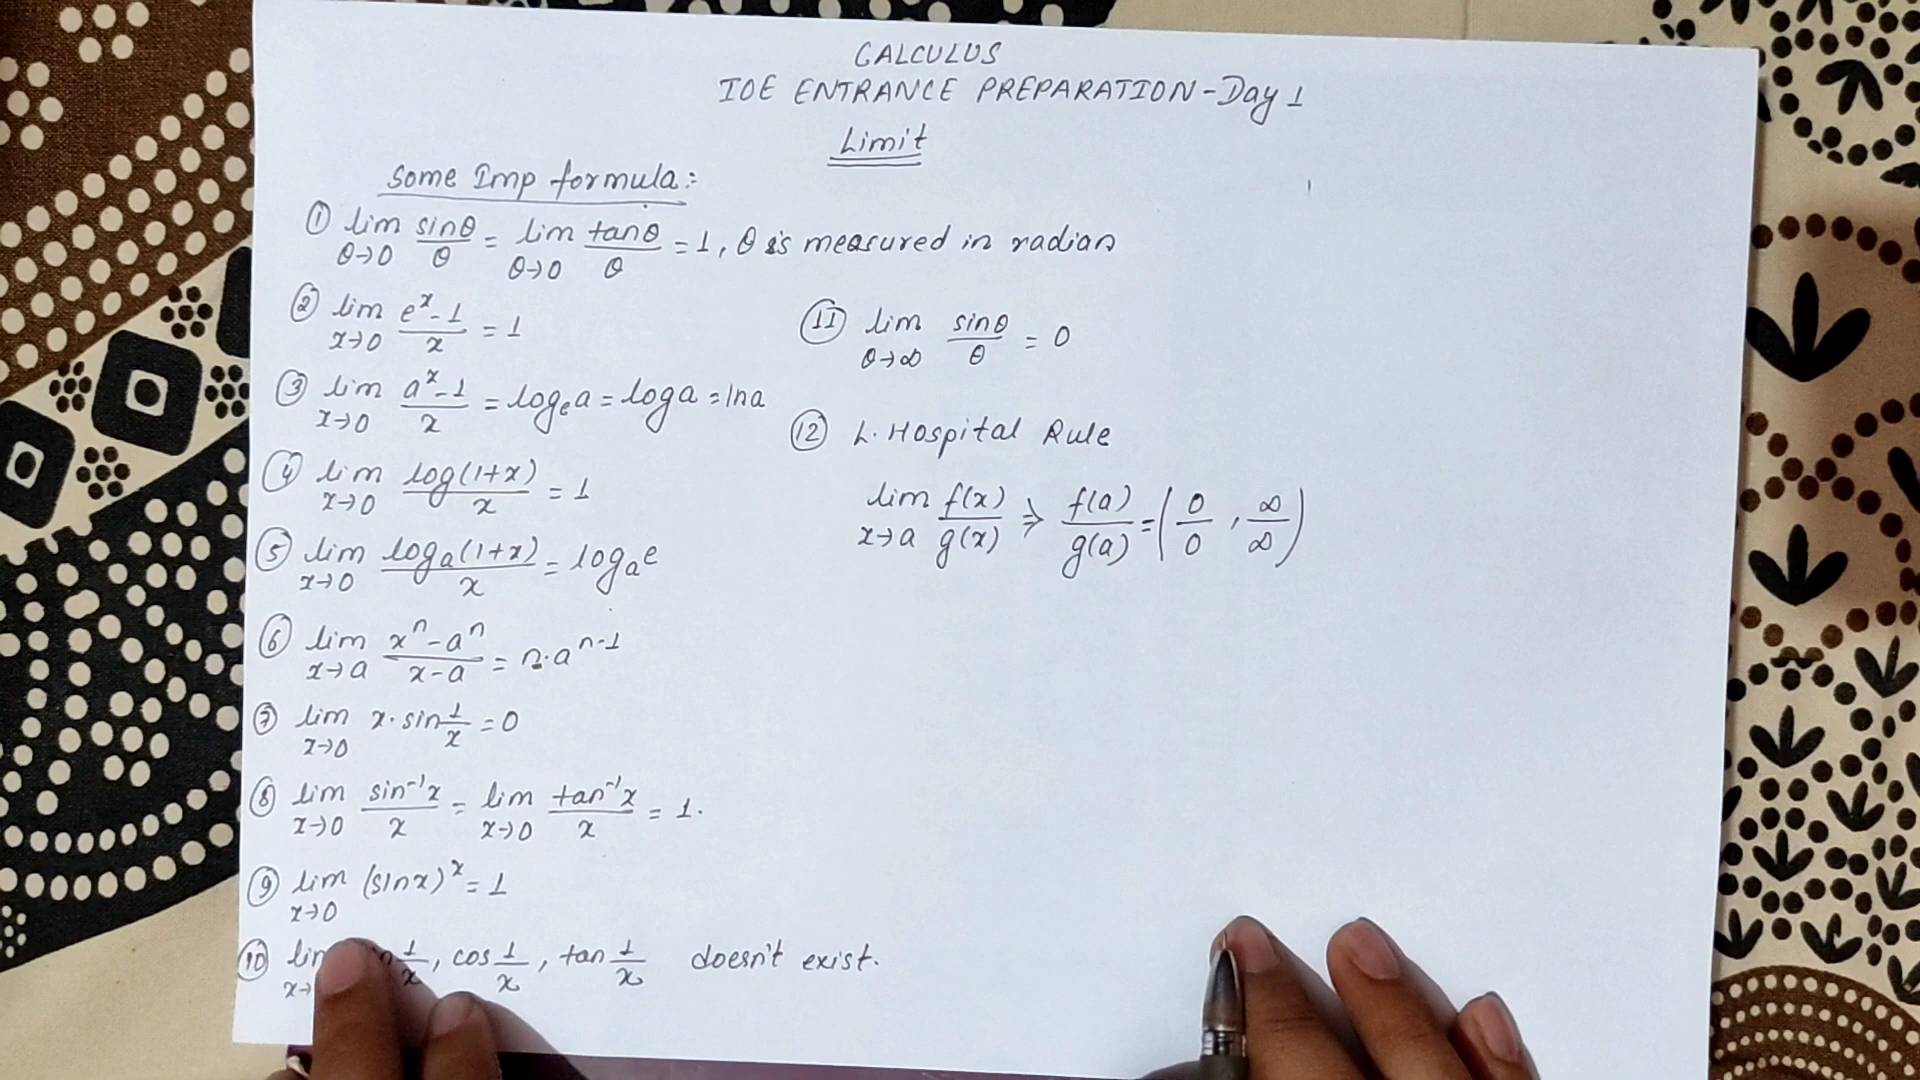 CALCULUS
IOE ENTRANCE PREPARATION - Day 1
Limit
Some Imp formula:
① lim θ→0 sinθ/θ = lim θ→0 tanθ/θ = 1, θ is measured in radian
② lim x→0 (e^x - 1)/x = 1
③ lim x→0 (a^x - 1)/x = log_e a = log a = ln a
④ lim x→0 log(1+x)/x = 1
⑤ lim x→0 log_a(1+x)/x = log_a e
⑥ lim x→a (x^n - a^n)/(x - a) = n·a^(n-1)
⑦ lim x→0 x·sin 1/x = 0
⑧ lim x→0 sin⁻¹x/x = lim x→0 tan⁻¹x/x = 1.
⑨ lim x→0 (sinx)^x = 1
⑩ 1/x, cos 1/x, tan 1/x doesn't exist.
⑪ lim θ→∞ sinθ/θ = 0
⑫ L. Hospital Rule
lim x→a f(x)/g(x) ⇒ f(a)/g(a) = (0/0, ∞/∞)